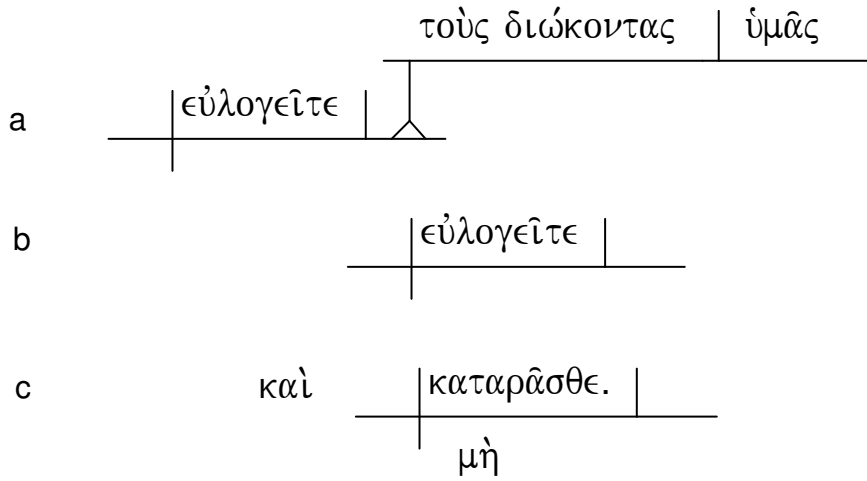 τοὺς διώκοντας ὑμᾶς
a εὐλογεῖτε
b εὐλογεῖτε
c καὶ καταρᾶσθε.
μὴ